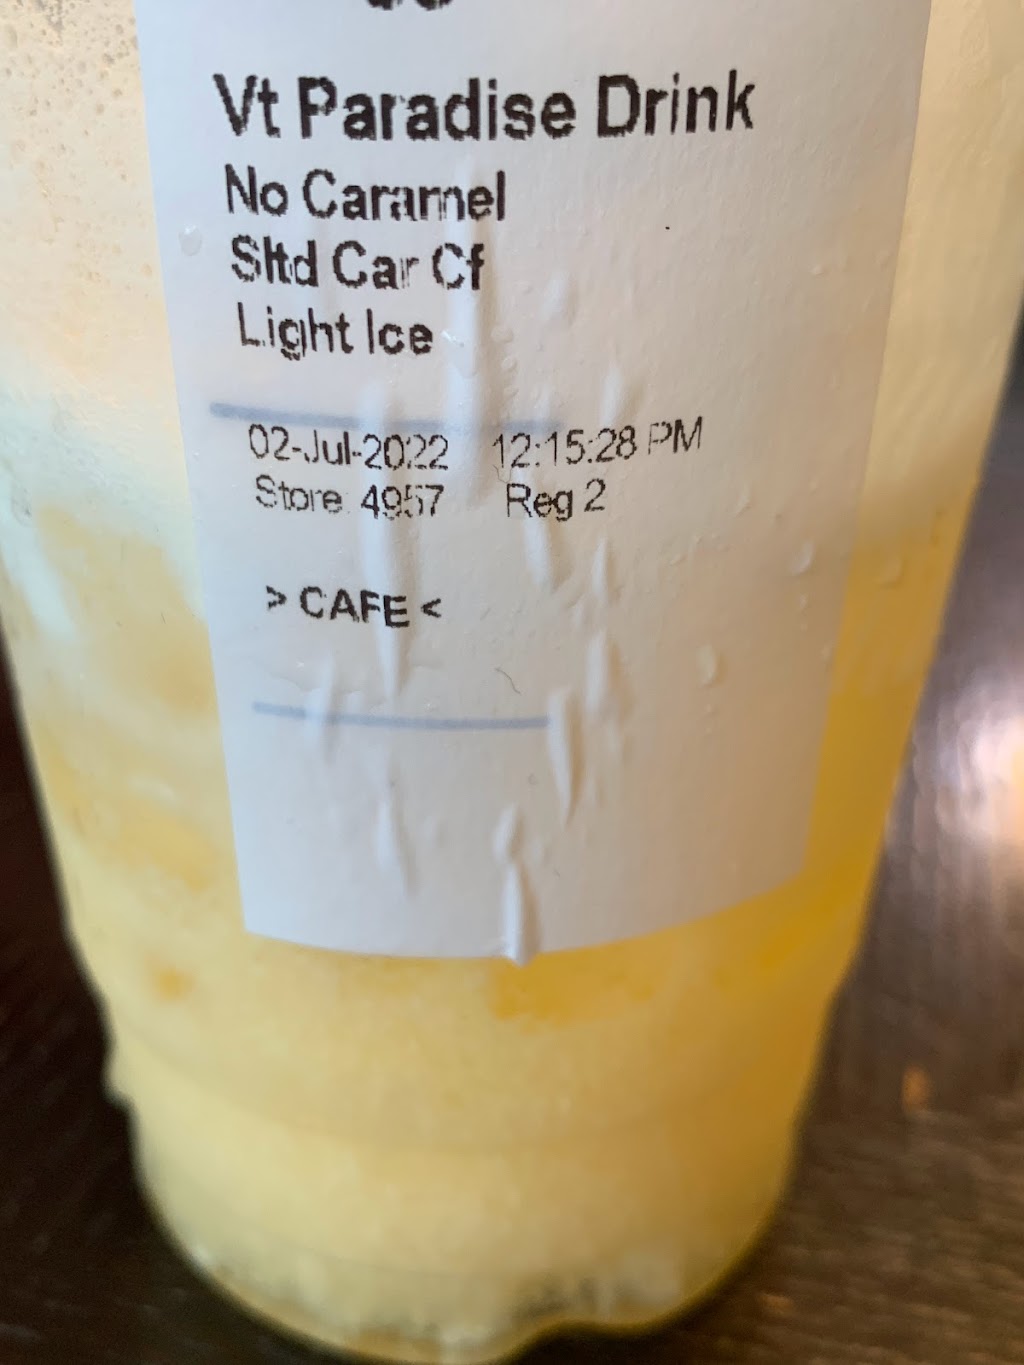 Vt Paradise Drink
No Caramel
Sltd Car Cf
Light Ice
02-Jul-2022 12:15:28 PM
Store 4957 Reg 2
> CAFE <